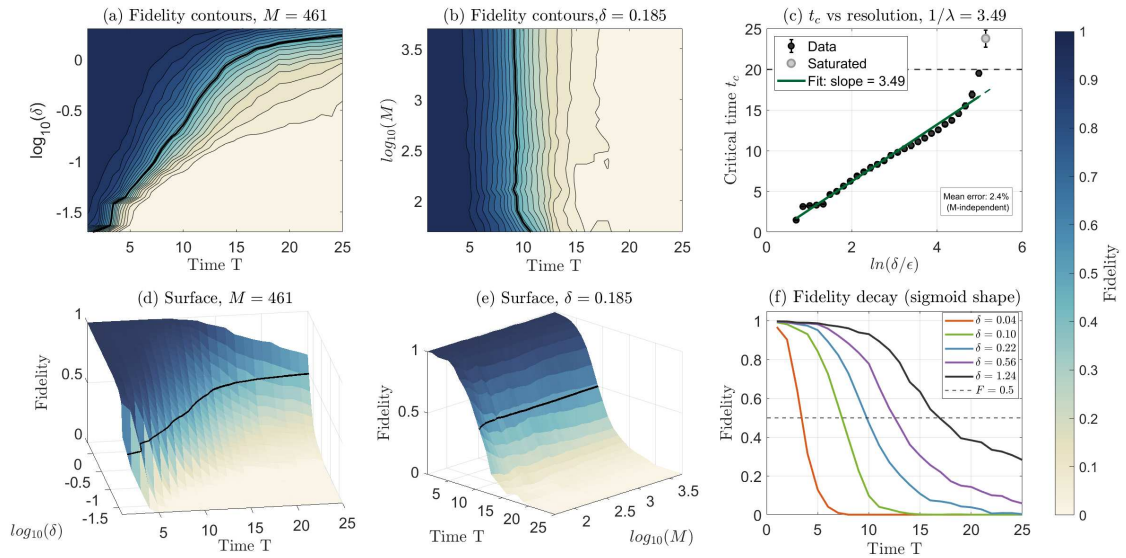 (a) Fidelity contours, M = 461
(b) Fidelity contours,δ = 0.185
(c) t_c vs resolution, 1/λ = 3.49
log₁₀(δ)
0
-0.5
-1
-1.5
5
10
15
20
25
Time T
log₁₀(M)
3.5
3
2.5
2
5
10
15
20
25
Time T
Critical time t_c
25
20
15
10
5
0
Data
Saturated
Fit: slope = 3.49
Mean error: 2.4%
(M-independent)
0
2
4
6
ln(δ/ϵ)
Fidelity
1
0.9
0.8
0.7
0.6
0.5
0.4
0.3
0.2
0.1
0
(d) Surface, M = 461
(e) Surface, δ = 0.185
(f) Fidelity decay (sigmoid shape)
Fidelity
1
0.5
0
0
-0.5
-1
-1.5
log₁₀(δ)
5
10
15
20
25
Time T
Fidelity
1
0.5
0
5
10
15
20
25
Time T
2
2.5
3
3.5
log₁₀(M)
Fidelity
1
0.8
0.6
0.4
0.2
0
δ = 0.04
δ = 0.10
δ = 0.22
δ = 0.56
δ = 1.24
F = 0.5
0
5
10
15
20
25
Time T